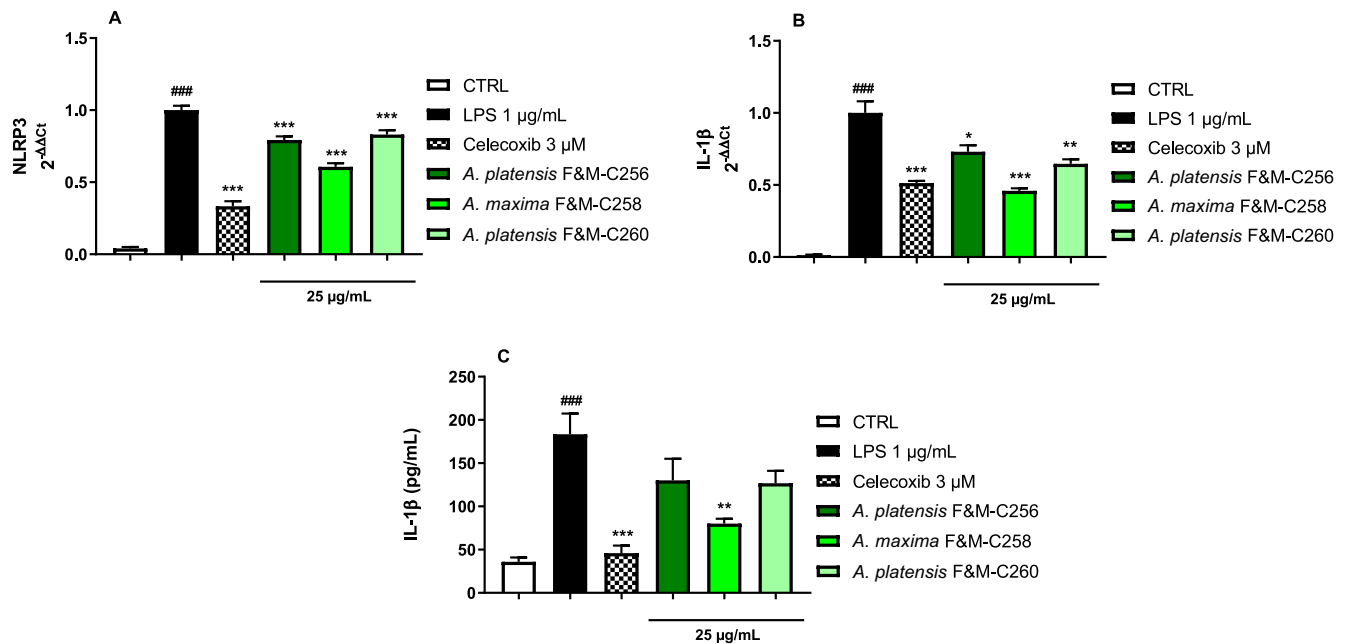 A
NLRP3
2-ΔΔCt
1.5
1.0
0.5
0.0
###
***
***
***
***
25 µg/mL
CTRL
LPS 1 µg/mL
Celecoxib 3 µM
A. platensis F&M-C256
A. maxima F&M-C258
A. platensis F&M-C260
B
IL-1β
2-ΔΔCt
1.5
1.0
0.5
0.0
###
***
*
***
**
25 µg/mL
CTRL
LPS 1 µg/mL
Celecoxib 3 µM
A. platensis F&M-C256
A. maxima F&M-C258
A. platensis F&M-C260
C
IL-1β (pg/mL)
250
200
150
100
50
0
###
***
**
25 µg/mL
CTRL
LPS 1 µg/mL
Celecoxib 3 µM
A. platensis F&M-C256
A. maxima F&M-C258
A. platensis F&M-C260